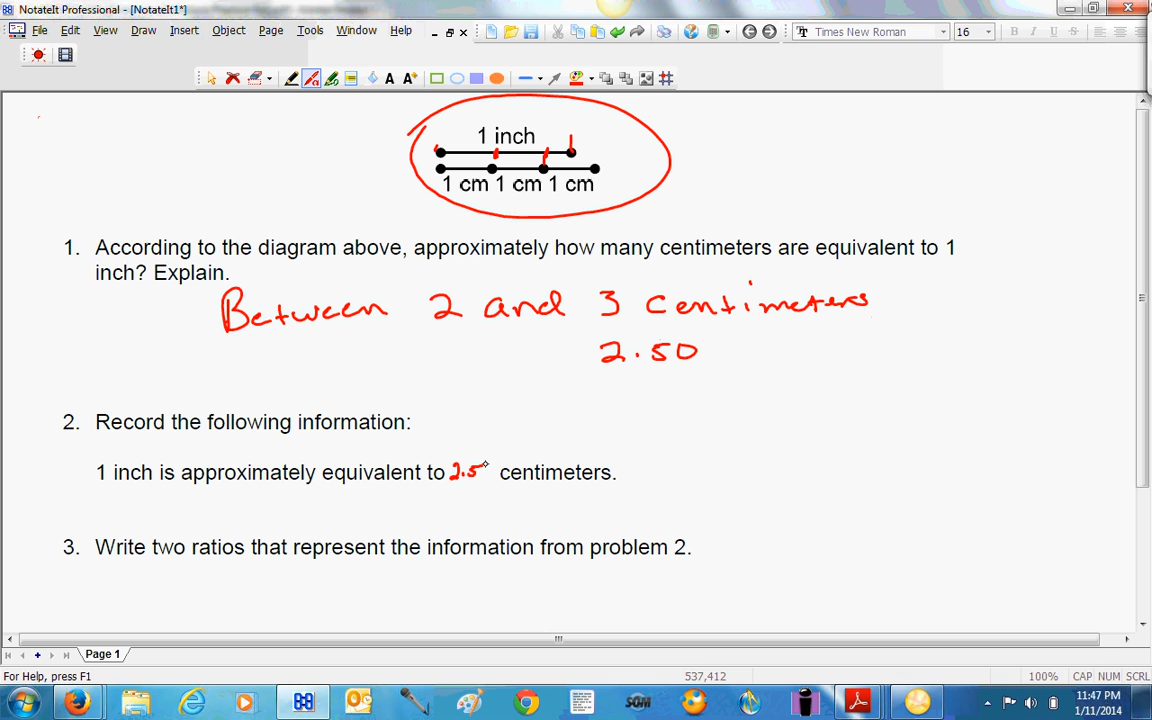 NotateIt Professional - [NotateIt1*]
File Edit View Draw Insert Object Page Tools Window Help
Times New Roman 16 B I U S
A A
1 inch
1 cm 1 cm 1 cm
1. According to the diagram above, approximately how many centimeters are equivalent to 1
inch? Explain.
Between 2 and 3 centimeters
2.50
2. Record the following information:
1 inch is approximately equivalent to 2.5 centimeters.
3. Write two ratios that represent the information from problem 2.
Page 1
For Help, press F1 537,412 100% CAP NUM SCRL
SOM
11:47 PM
1/11/2014